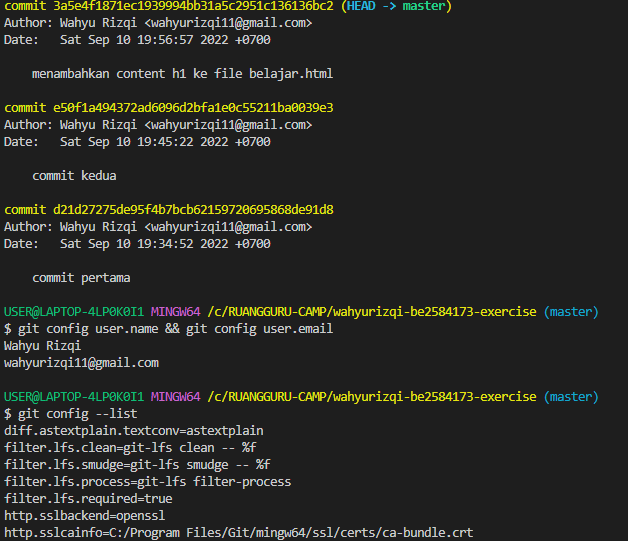 commit 3a5e4f1871ec1939994bb31a5c2951c136136bc2 (HEAD -> master)
Author: Wahyu Rizqi <wahyurizqi11@gmail.com>
Date:   Sat Sep 10 19:56:57 2022 +0700
    menambahkan content h1 ke file belajar.html
commit e50f1a494372ad6096d2bfa1e0c55211ba0039e3
Author: Wahyu Rizqi <wahyurizqi11@gmail.com>
Date:   Sat Sep 10 19:45:22 2022 +0700
    commit kedua
commit d21d27275de95f4b7bcb62159720695868de91d8
Author: Wahyu Rizqi <wahyurizqi11@gmail.com>
Date:   Sat Sep 10 19:34:52 2022 +0700
    commit pertama
USER@LAPTOP-4LP0K0I1 MINGW64 /c/RUANGGURU-CAMP/wahyurizqi-be2584173-exercise (master)
$ git config user.name && git config user.email
Wahyu Rizqi
wahyurizqi11@gmail.com
USER@LAPTOP-4LP0K0I1 MINGW64 /c/RUANGGURU-CAMP/wahyurizqi-be2584173-exercise (master)
$ git config --list
diff.astextplain.textconv=astextplain
filter.lfs.clean=git-lfs clean -- %f
filter.lfs.smudge=git-lfs smudge -- %f
filter.lfs.process=git-lfs filter-process
filter.lfs.required=true
http.sslbackend=openssl
http.sslcainfo=C:/Program Files/Git/mingw64/ssl/certs/ca-bundle.crt